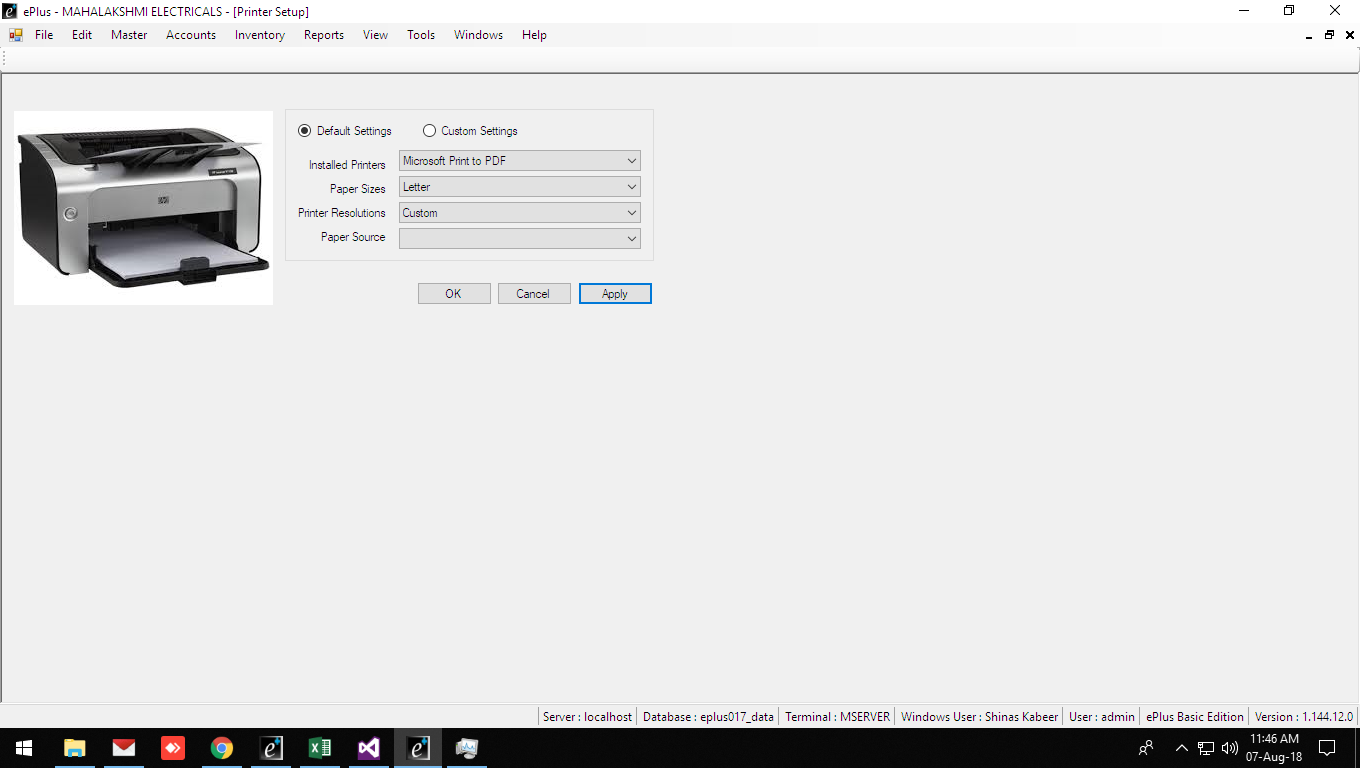 ePlus - MAHALAKSHMI ELECTRICALS - [Printer Setup]
File Edit Master Accounts Inventory Reports View Tools Windows Help
Default Settings Custom Settings
Installed Printers Microsoft Print to PDF
Paper Sizes Letter
Printer Resolutions Custom
Paper Source
OK Cancel Apply
Server : localhost Database : eplus017_data Terminal : MSERVER Windows User : Shinas Kabeer User : admin ePlus Basic Edition Version : 1.144.12.0
11:46 AM
07-Aug-18